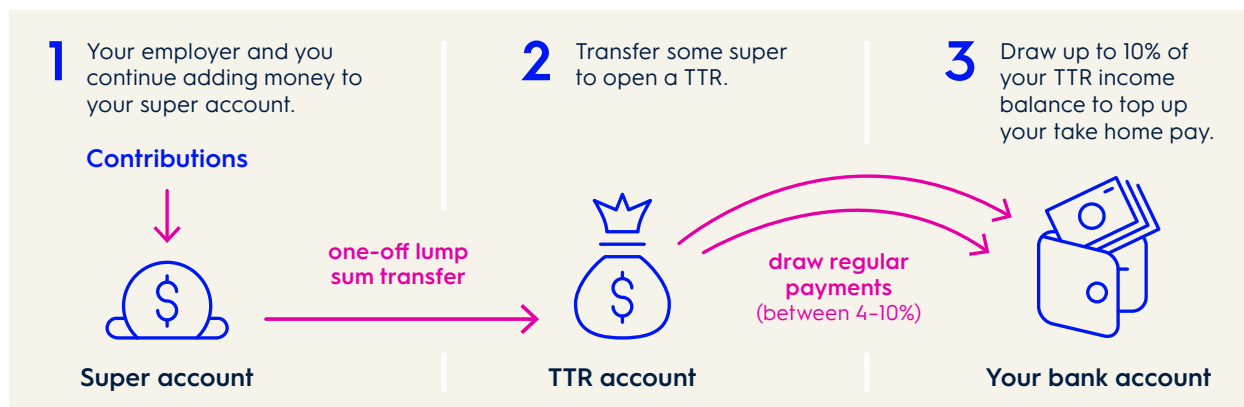 1
Your employer and you
continue adding money to
your super account.
Contributions
$
one-off lump
sum transfer
Super account
2
Transfer some super
to open a TTR.
$
draw regular
payments
(between 4–10%)
TTR account
3
Draw up to 10% of
your TTR income
balance to top up
your take home pay.
Your bank account